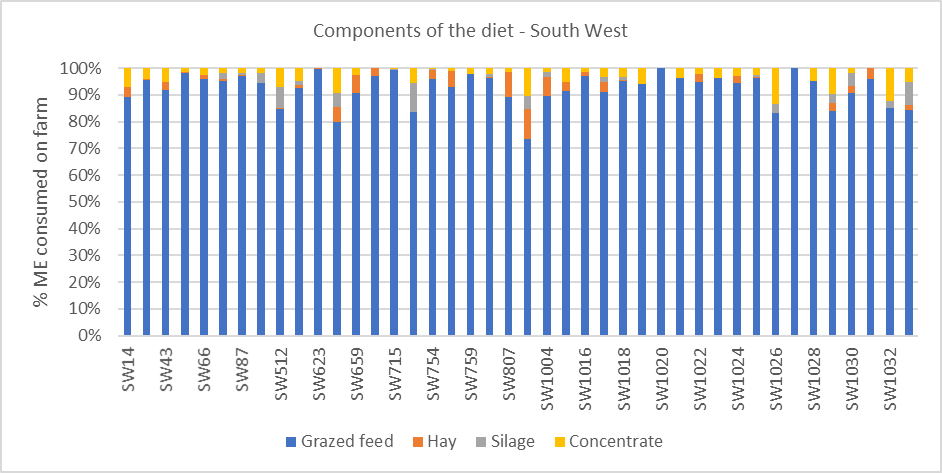 Components of the diet - South West
% ME consumed on farm
100%
90%
80%
70%
60%
50%
40%
30%
20%
10%
0%
SW14
SW43
SW66
SW87
SW512
SW623
SW659
SW715
SW754
SW759
SW807
SW1004
SW1016
SW1018
SW1020
SW1022
SW1024
SW1026
SW1028
SW1030
SW1032
Grazed feed
Hay
Silage
Concentrate